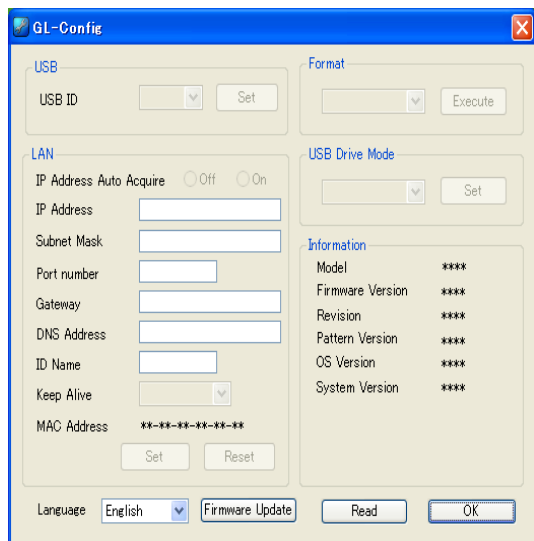 GL-Config
USB
USB ID
Set
Format
Execute
LAN
IP Address Auto Acquire
Off
On
IP Address
Subnet Mask
Port number
Gateway
DNS Address
ID Name
Keep Alive
MAC Address
**-**-**-**-**-**
Set
Reset
USB Drive Mode
Set
Information
Model ****
Firmware Version ****
Revision ****
Pattern Version ****
OS Version ****
System Version ****
Language
English
Firmware Update
Read
OK